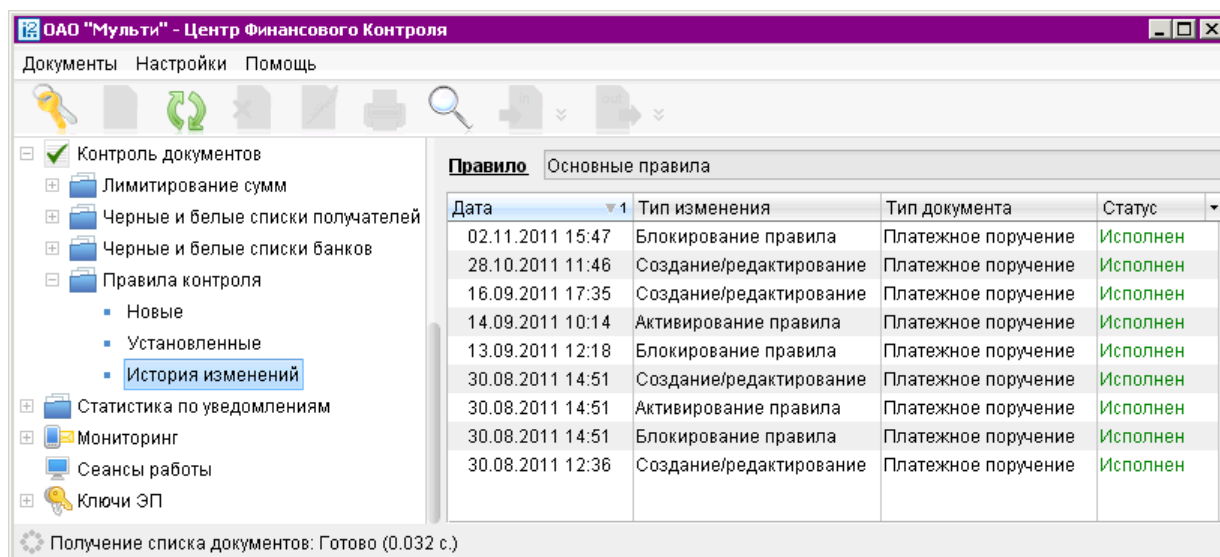 ОАО "Мульти" - Центр Финансового Контроля
Документы Настройки Помощь
in out
Контроль документов
Лимитирование сумм
Черные и белые списки получателей
Черные и белые списки банков
Правила контроля
Новые
Установленные
История изменений
Статистика по уведомлениям
Мониторинг
Сеансы работы
Ключи ЭП
Правило Основные правила
Дата 1 Тип изменения Тип документа Статус
02.11.2011 15:47 Блокирование правила Платежное поручение Исполнен
28.10.2011 11:46 Создание/редактирование Платежное поручение Исполнен
16.09.2011 17:35 Создание/редактирование Платежное поручение Исполнен
14.09.2011 10:14 Активирование правила Платежное поручение Исполнен
13.09.2011 12:18 Блокирование правила Платежное поручение Исполнен
30.08.2011 14:51 Создание/редактирование Платежное поручение Исполнен
30.08.2011 14:51 Активирование правила Платежное поручение Исполнен
30.08.2011 14:51 Блокирование правила Платежное поручение Исполнен
30.08.2011 12:36 Создание/редактирование Платежное поручение Исполнен
Получение списка документов: Готово (0.032 с.)